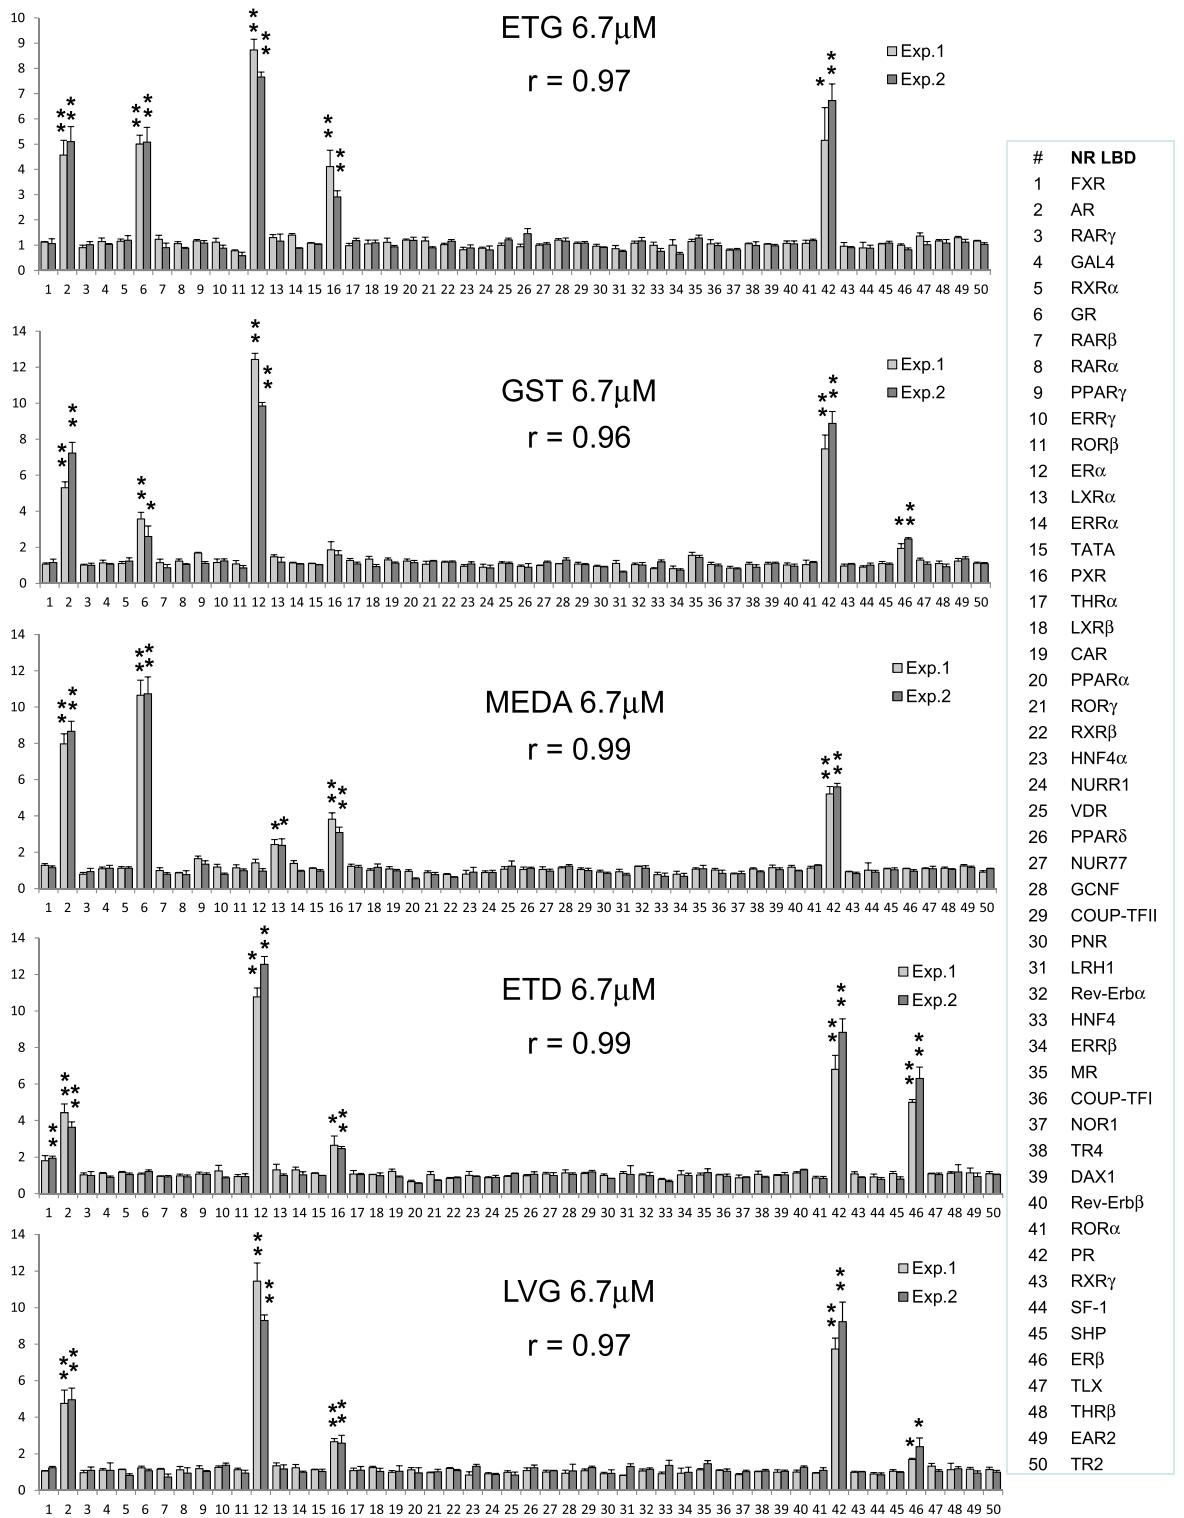 ETG 6.7μM
r = 0.97
Exp.1
Exp.2
10
9
8
7
6
5
4
3
2
1
0
** ** ** ** ** ** ** ** * **
1 2 3 4 5 6 7 8 9 10 11 12 13 14 15 16 17 18 19 20 21 22 23 24 25 26 27 28 29 30 31 32 33 34 35 36 37 38 39 40 41 42 43 44 45 46 47 48 49 50
GST 6.7μM
r = 0.96
Exp.1
Exp.2
14
12
10
8
6
4
2
0
** ** ** * ** ** ** ** * **
1 2 3 4 5 6 7 8 9 10 11 12 13 14 15 16 17 18 19 20 21 22 23 24 25 26 27 28 29 30 31 32 33 34 35 36 37 38 39 40 41 42 43 44 45 46 47 48 49 50
MEDA 6.7μM
r = 0.99
Exp.1
Exp.2
14
12
10
8
6
4
2
0
** ** ** ** * * ** ** ** **
1 2 3 4 5 6 7 8 9 10 11 12 13 14 15 16 17 18 19 20 21 22 23 24 25 26 27 28 29 30 31 32 33 34 35 36 37 38 39 40 41 42 43 44 45 46 47 48 49 50
ETD 6.7μM
r = 0.99
Exp.1
Exp.2
14
12
10
8
6
4
2
0
** ** ** ** ** * ** ** ** ** **
1 2 3 4 5 6 7 8 9 10 11 12 13 14 15 16 17 18 19 20 21 22 23 24 25 26 27 28 29 30 31 32 33 34 35 36 37 38 39 40 41 42 43 44 45 46 47 48 49 50
LVG 6.7μM
r = 0.97
Exp.1
Exp.2
14
12
10
8
6
4
2
0
** ** ** ** ** ** ** ** * *
1 2 3 4 5 6 7 8 9 10 11 12 13 14 15 16 17 18 19 20 21 22 23 24 25 26 27 28 29 30 31 32 33 34 35 36 37 38 39 40 41 42 43 44 45 46 47 48 49 50
# NR LBD
1 FXR
2 AR
3 RARγ
4 GAL4
5 RXRα
6 GR
7 RARβ
8 RARα
9 PPARγ
10 ERRγ
11 RORβ
12 ERα
13 LXRα
14 ERRα
15 TATA
16 PXR
17 THRα
18 LXRβ
19 CAR
20 PPARα
21 RORγ
22 RXRβ
23 HNF4α
24 NURR1
25 VDR
26 PPARδ
27 NUR77
28 GCNF
29 COUP-TFII
30 PNR
31 LRH1
32 Rev-Erbα
33 HNF4
34 ERRβ
35 MR
36 COUP-TFI
37 NOR1
38 TR4
39 DAX1
40 Rev-Erbβ
41 RORα
42 PR
43 RXRγ
44 SF-1
45 SHP
46 ERβ
47 TLX
48 THRβ
49 EAR2
50 TR2